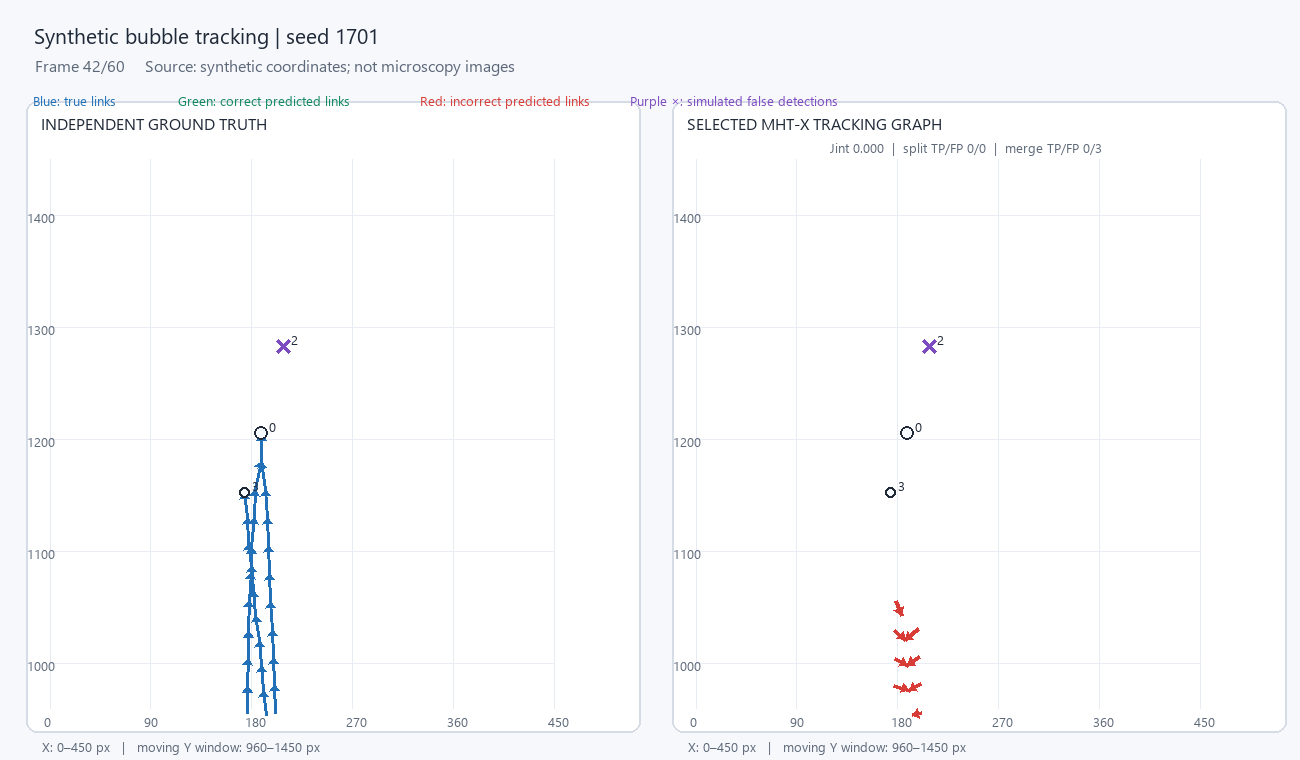 Synthetic bubble tracking | seed 1701
Frame 42/60 Source: synthetic coordinates; not microscopy images
Blue: true links Green: correct predicted links Red: incorrect predicted links Purple ×: simulated false detections
INDEPENDENT GROUND TRUTH
1400
1300
2
1200
0
3
1100
1000
0 90 180 270 360 450
X: 0–450 px | moving Y window: 960–1450 px
SELECTED MHT-X TRACKING GRAPH
Jint 0.000 | split TP/FP 0/0 | merge TP/FP 0/3
1400
1300
2
1200
0
3
1100
1000
0 90 180 270 360 450
X: 0–450 px | moving Y window: 960–1450 px